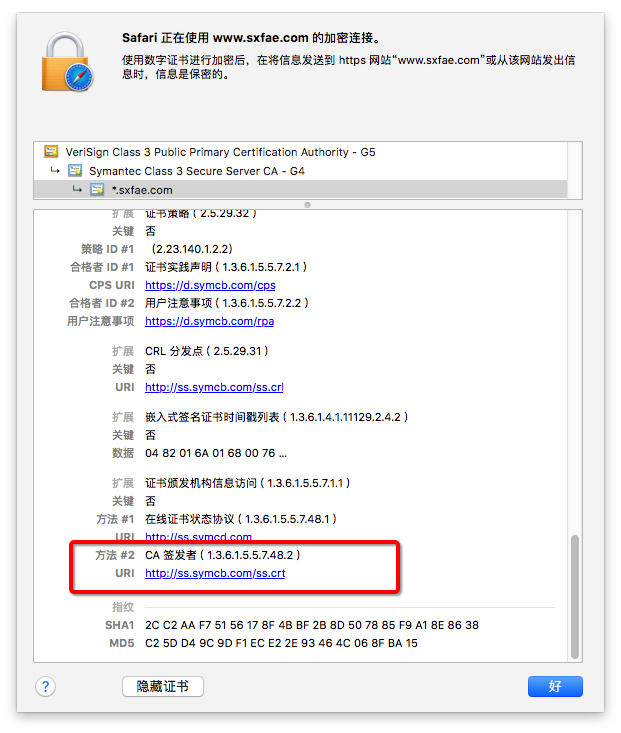 Safari 正在使用 www.sxfae.com 的加密连接。
使用数字证书进行加密后，在将信息发送到 https 网站“www.sxfae.com”或从该网站发出信
息时，信息是保密的。
VeriSign Class 3 Public Primary Certification Authority - G5
Symantec Class 3 Secure Server CA - G4
*.sxfae.com
扩展 证书策略 ( 2.5.29.32 )
关键 否
策略 ID #1 (2.23.140.1.2.2)
合格者 ID #1 证书实践声明 ( 1.3.6.1.5.5.7.2.1 )
CPS URI https://d.symcb.com/cps
合格者 ID #2 用户注意事项 ( 1.3.6.1.5.5.7.2.2 )
用户注意事项 https://d.symcb.com/rpa
扩展 CRL 分发点 ( 2.5.29.31 )
关键 否
URI http://ss.symcb.com/ss.crl
扩展 嵌入式签名证书时间戳列表 ( 1.3.6.1.4.1.11129.2.4.2 )
关键 否
数据 04 82 01 6A 01 68 00 76 ...
扩展 证书颁发机构信息访问 ( 1.3.6.1.5.5.7.1.1 )
关键 否
方法 #1 在线证书状态协议 ( 1.3.6.1.5.5.7.48.1 )
URI http://ss.symcd.com
方法 #2 CA 签发者 ( 1.3.6.1.5.5.7.48.2 )
URI http://ss.symcb.com/ss.crt
指纹
SHA1 2C C2 AA F7 51 56 17 8F 4B BF 2B 8D 50 78 85 F9 A1 8E 86 38
MD5 C2 5D D4 9C 9D F1 EC E2 2E 93 46 4C 06 8F BA 15
? 隐藏证书 好